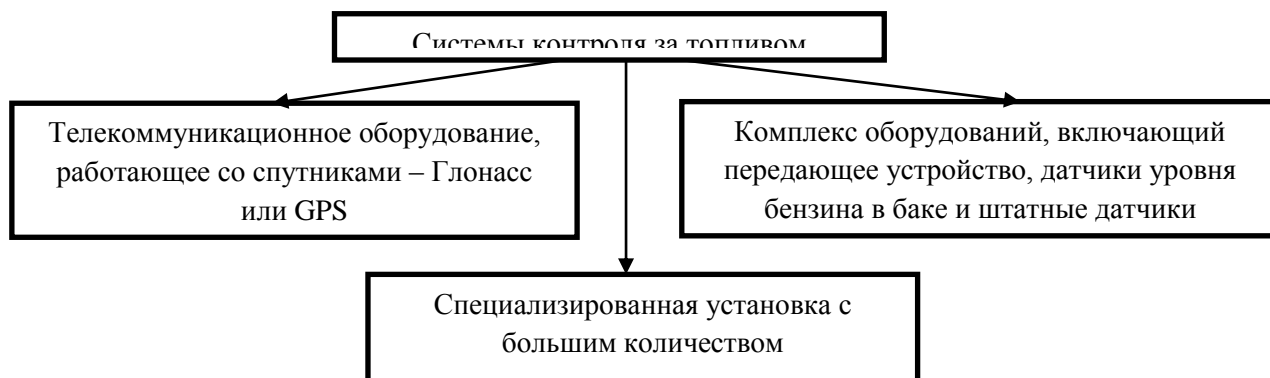 Системы контроля за топливом
Телекоммуникационное оборудование,
работающее со спутниками – Глонасс
или GPS
Комплекс оборудований, включающий
передающее устройство, датчики уровня
бензина в баке и штатные датчики
Специализированная установка с
большим количеством